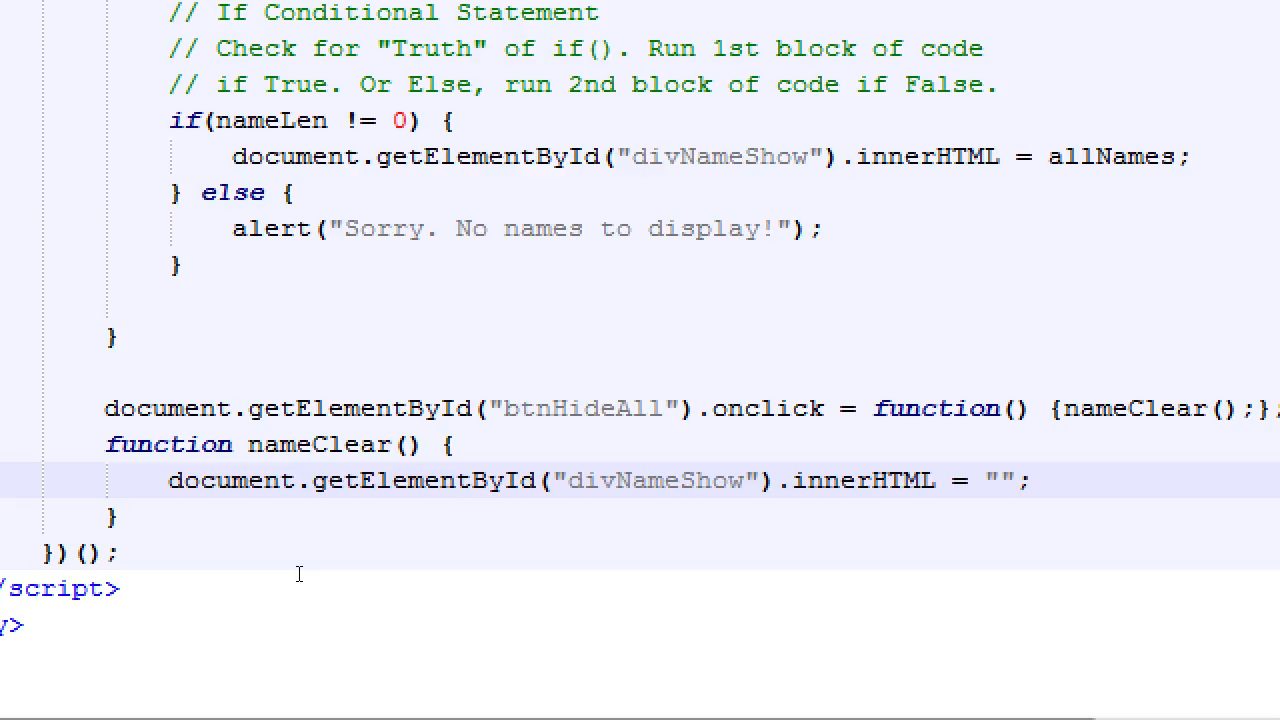 // If Conditional Statement
// Check for "Truth" of if(). Run 1st block of code
// if True. Or Else, run 2nd block of code if False.
if(nameLen != 0) {
document.getElementById("divNameShow").innerHTML = allNames;
} else {
alert("Sorry. No names to display!");
}
}
document.getElementById("btnHideAll").onclick = function() {nameClear();};
function nameClear() {
document.getElementById("divNameShow").innerHTML = "";
}
})();
/script>
y>